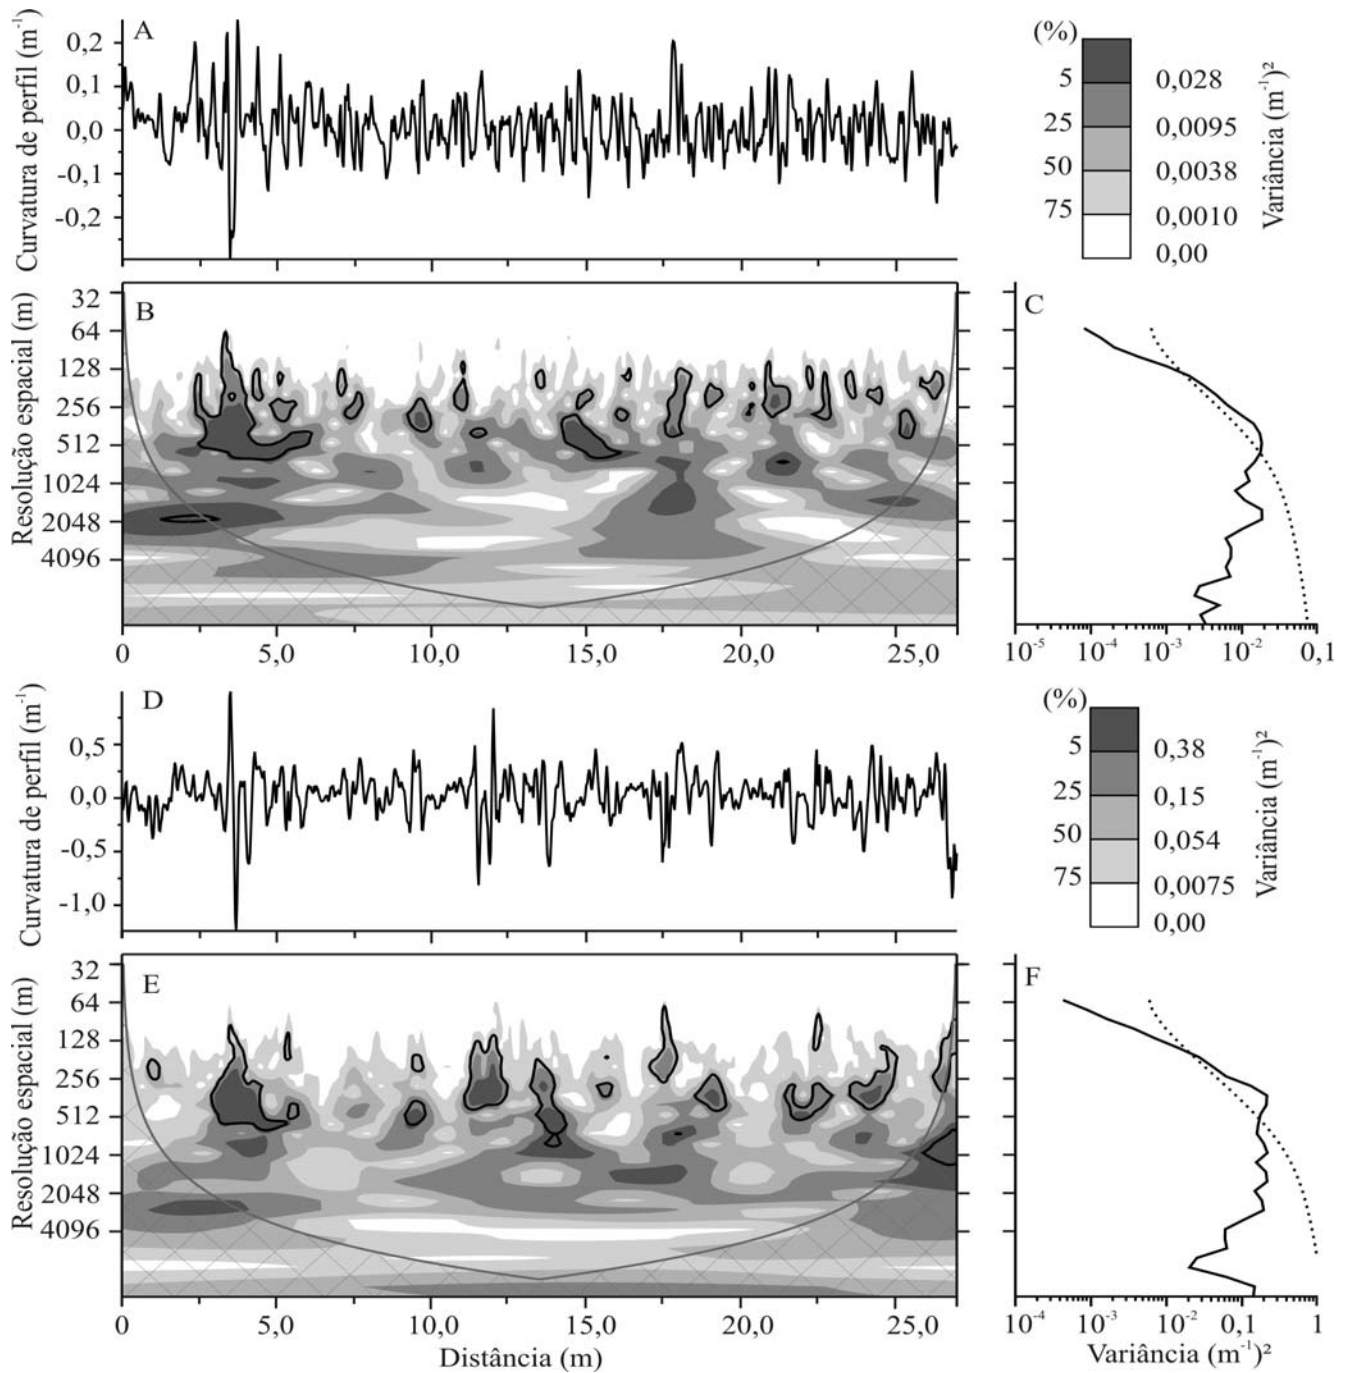 A
Curvatura de perfil (m⁻¹)
0,2
0,1
0,0
-0,1
-0,2
(%)
5
25
50
75
0,028
0,0095
0,0038
0,0010
0,00
Variância (m⁻¹)²
B
Resolução espacial (m)
32
64
128
256
512
1024
2048
4096
0 5,0 10,0 15,0 20,0 25,0
C
10⁻⁵ 10⁻⁴ 10⁻³ 10⁻² 0,1
D
Curvatura de perfil (m⁻¹)
0,5
0,0
-0,5
-1,0
(%)
5
25
50
75
0,38
0,15
0,054
0,0075
0,00
Variância (m⁻¹)²
E
Resolução espacial (m)
32
64
128
256
512
1024
2048
4096
0 5,0 10,0 15,0 20,0 25,0
Distância (m)
F
10⁻⁴ 10⁻³ 10⁻² 0,1 1
Variância (m⁻¹)²